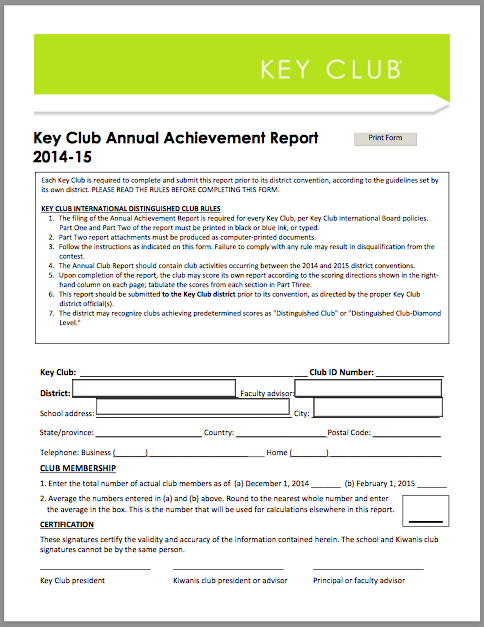 KEY CLUB
Key Club Annual Achievement Report
2014-15
Print Form
Each Key Club is required to complete and submit this report prior to its district convention, according to the guidelines set by
its own district. PLEASE READ THE RULES BEFORE COMPLETING THIS FORM.
KEY CLUB INTERNATIONAL DISTINGUISHED CLUB RULES
1. The filing of the Annual Achievement Report is required for every Key Club, per Key Club International Board policies.
Part One and Part Two of the report must be printed in black or blue ink, or typed.
2. Part Two report attachments must be produced as computer-printed documents.
3. Follow the instructions as indicated on this form. Failure to comply with any rule may result in disqualification from the
contest.
4. The Annual Club Report should contain club activities occurring between the 2014 and 2015 district conventions.
5. Upon completion of the report, the club may score its own report according to the scoring directions shown in the right-
hand column on each page; tabulate the scores from each section in Part Three.
6. This report should be submitted to the Key Club district prior to its convention, as directed by the proper Key Club
district official(s).
7. The district may recognize clubs achieving predetermined scores as "Distinguished Club" or "Distinguished Club-Diamond
Level."
Key Club: ____ Club ID Number: ____
District: Faculty advisor:
School address: City:
State/province: ____ Country: ____ Postal Code: ____
Telephone: Business (____)____ Home (____)____
CLUB MEMBERSHIP
1. Enter the total number of actual club members as of (a) December 1, 2014 ____ (b) February 1, 2015 ____
2. Average the numbers entered in (a) and (b) above. Round to the nearest whole number and enter
the average in the box. This is the number that will be used for calculations elsewhere in this report.
CERTIFICATION
These signatures certify the validity and accuracy of the information contained herein. The school and Kiwanis club
signatures cannot be by the same person.
Key Club president Kiwanis club president or advisor Principal or faculty advisor